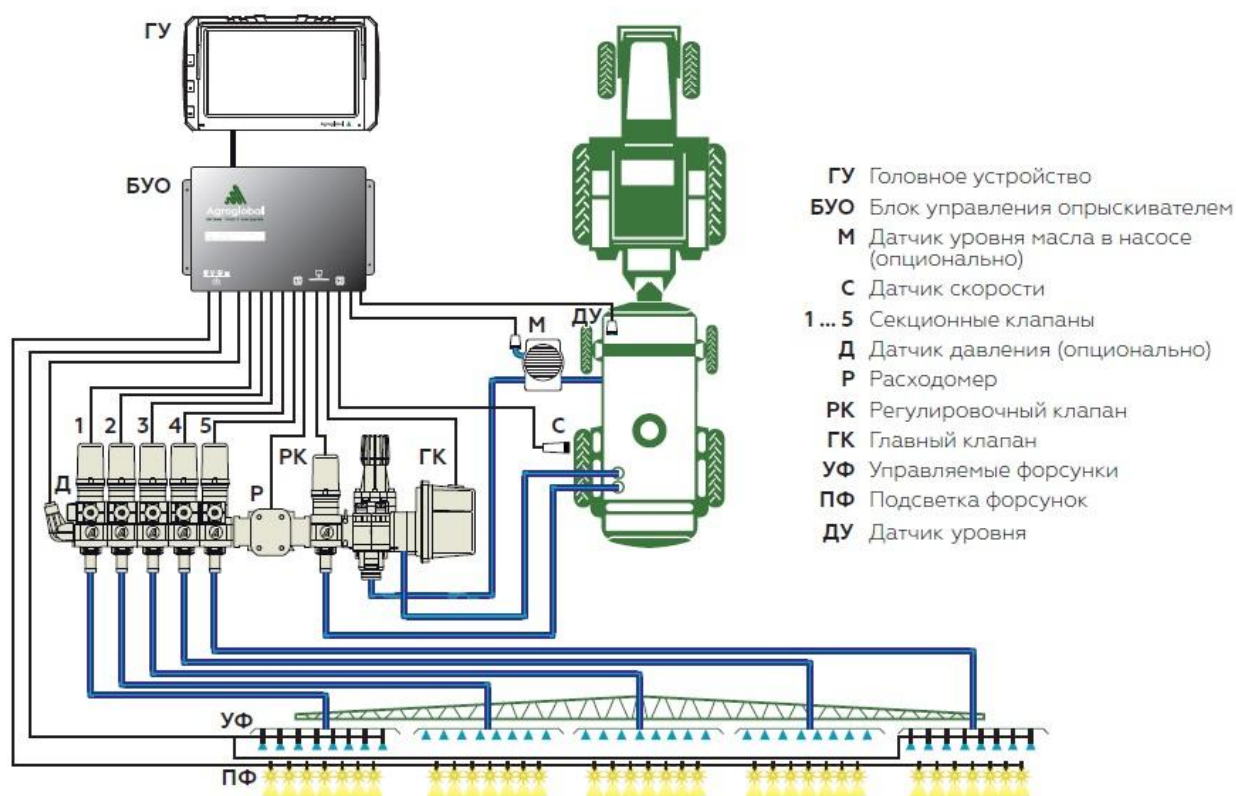 ГУ
Agroglobal
БУО
Agroglobal
М
ДУ
1 2 3 4 5
С
РК
ГК
Д
Р
УФ
ПФ
ГУ Головное устройство
БУО Блок управления опрыскивателем
М Датчик уровня масла в насосе
(опционально)
С Датчик скорости
1 ... 5 Секционные клапаны
Д Датчик давления (опционально)
Р Расходомер
РК Регулировочный клапан
ГК Главный клапан
УФ Управляемые форсунки
ПФ Подсветка форсунок
ДУ Датчик уровня